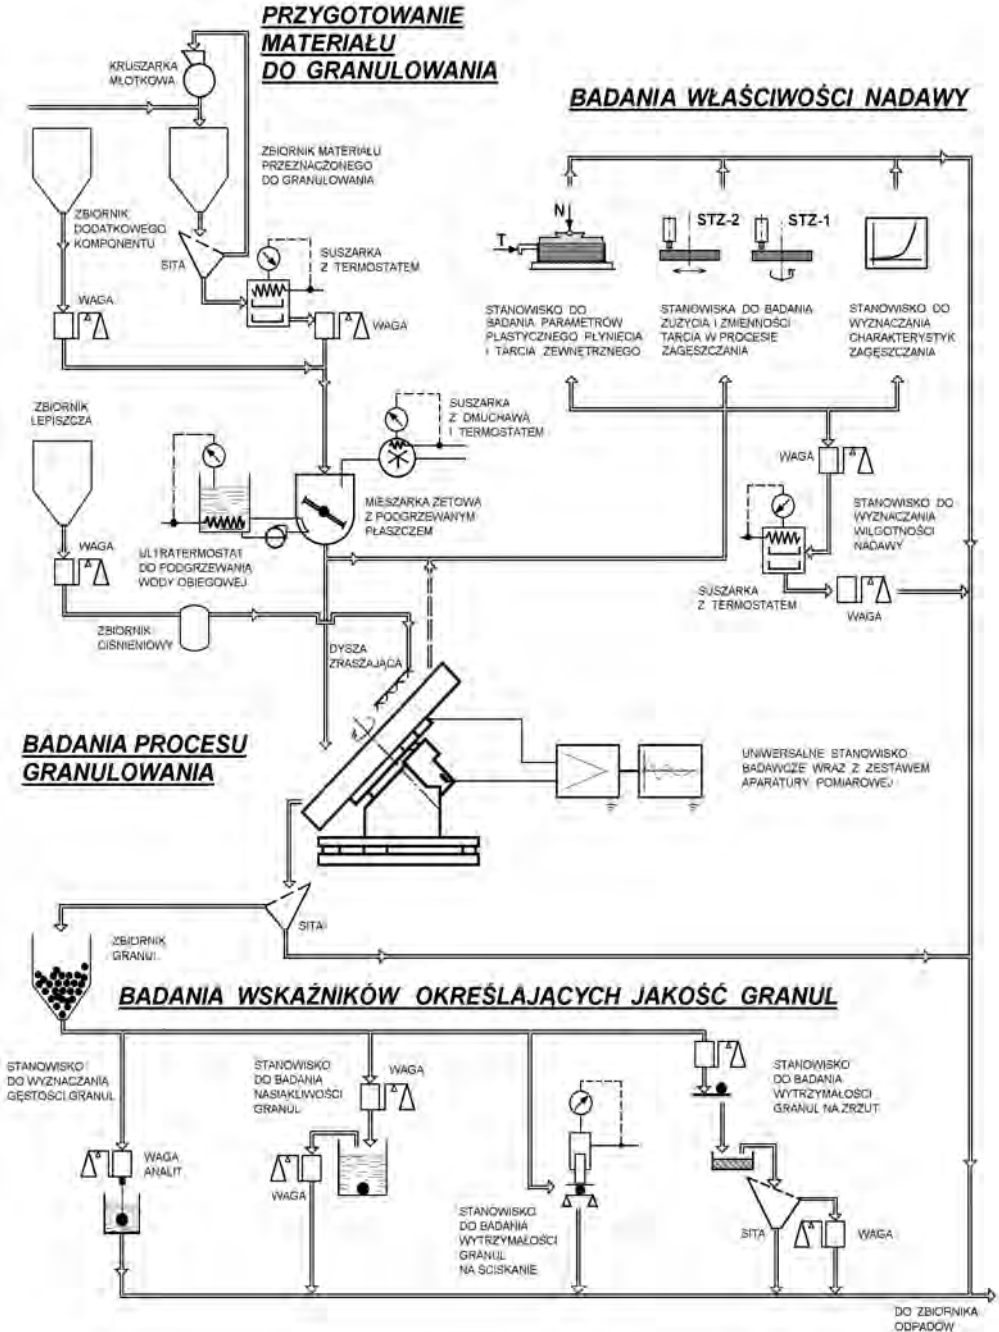 PRZYGOTOWANIE
MATERIAŁU
DO GRANULOWANIA
KRUSZARKA
MŁOTKOWA
ZBIORNIK MATERIAŁU
PRZEZNACZONEGO
DO GRANULOWANIA
ZBIORNIK
DODATKOWEGO
KOMPONENTU
SITA
SUSZARKA
Z TERMOSTATEM
WAGA
WAGA
BADANIA WŁAŚCIWOŚCI NADAWY
N
T
STZ-2
STZ-1
STANOWISKO DO
BADANIA PARAMETRÓW
PLASTYCZNEGO PŁYNIĘCIA
I TARCIA ZEWNĘTRZNEGO
STANOWISKA DO BADANIA
ZUŻYCIA I ZMIENNOŚCI
TARCIA W PROCESIE
ZAGĘSZCZANIA
STANOWISKO DO
WYZNACZANIA
CHARAKTERYSTYK
ZAGĘSZCZANIA
ZBIORNIK
LEPISZCZA
WAGA
SUSZARKA
Z DMUCHAWĄ
I TERMOSTATEM
MIESZARKA ZETOWA
Z PODGRZEWANYM
PŁASZCZEM
ULTRATERMOSTAT
DO PODGRZEWANIA
WODY OBIEGOWEJ
ZBIORNIK
CIŚNIENIOWY
DYSZA
ZRASZAJĄCA
WAGA
STANOWISKO DO
WYZNACZANIA
WILGOTNOŚCI
NADAWY
SUSZARKA
Z TERMOSTATEM
WAGA
BADANIA PROCESU
GRANULOWANIA
UNIWERSALNE STANOWISKO
BADAWCZE WRAZ Z ZESTAWEM
APARATURY POMIAROWEJ
SITA
ZBIORNIK
GRANUL
BADANIA WSKAŹNIKÓW OKREŚLAJĄCYCH JAKOŚĆ GRANUL
STANOWISKO
DO WYZNACZANIA
GĘSTOŚCI GRANUL
WAGA
ANALIT.
STANOWISKO
DO BADANIA
NASIĄKLIWOŚCI
GRANUL
WAGA
WAGA
STANOWISKO
DO BADANIA
WYTRZYMAŁOŚCI
GRANUL
NA ŚCISKANIE
STANOWISKO
DO BADANIA
WYTRZYMAŁOŚCI
GRANUL NA ZRZUT
SITA
WAGA
DO ZBIORNIKA
ODPADÓW